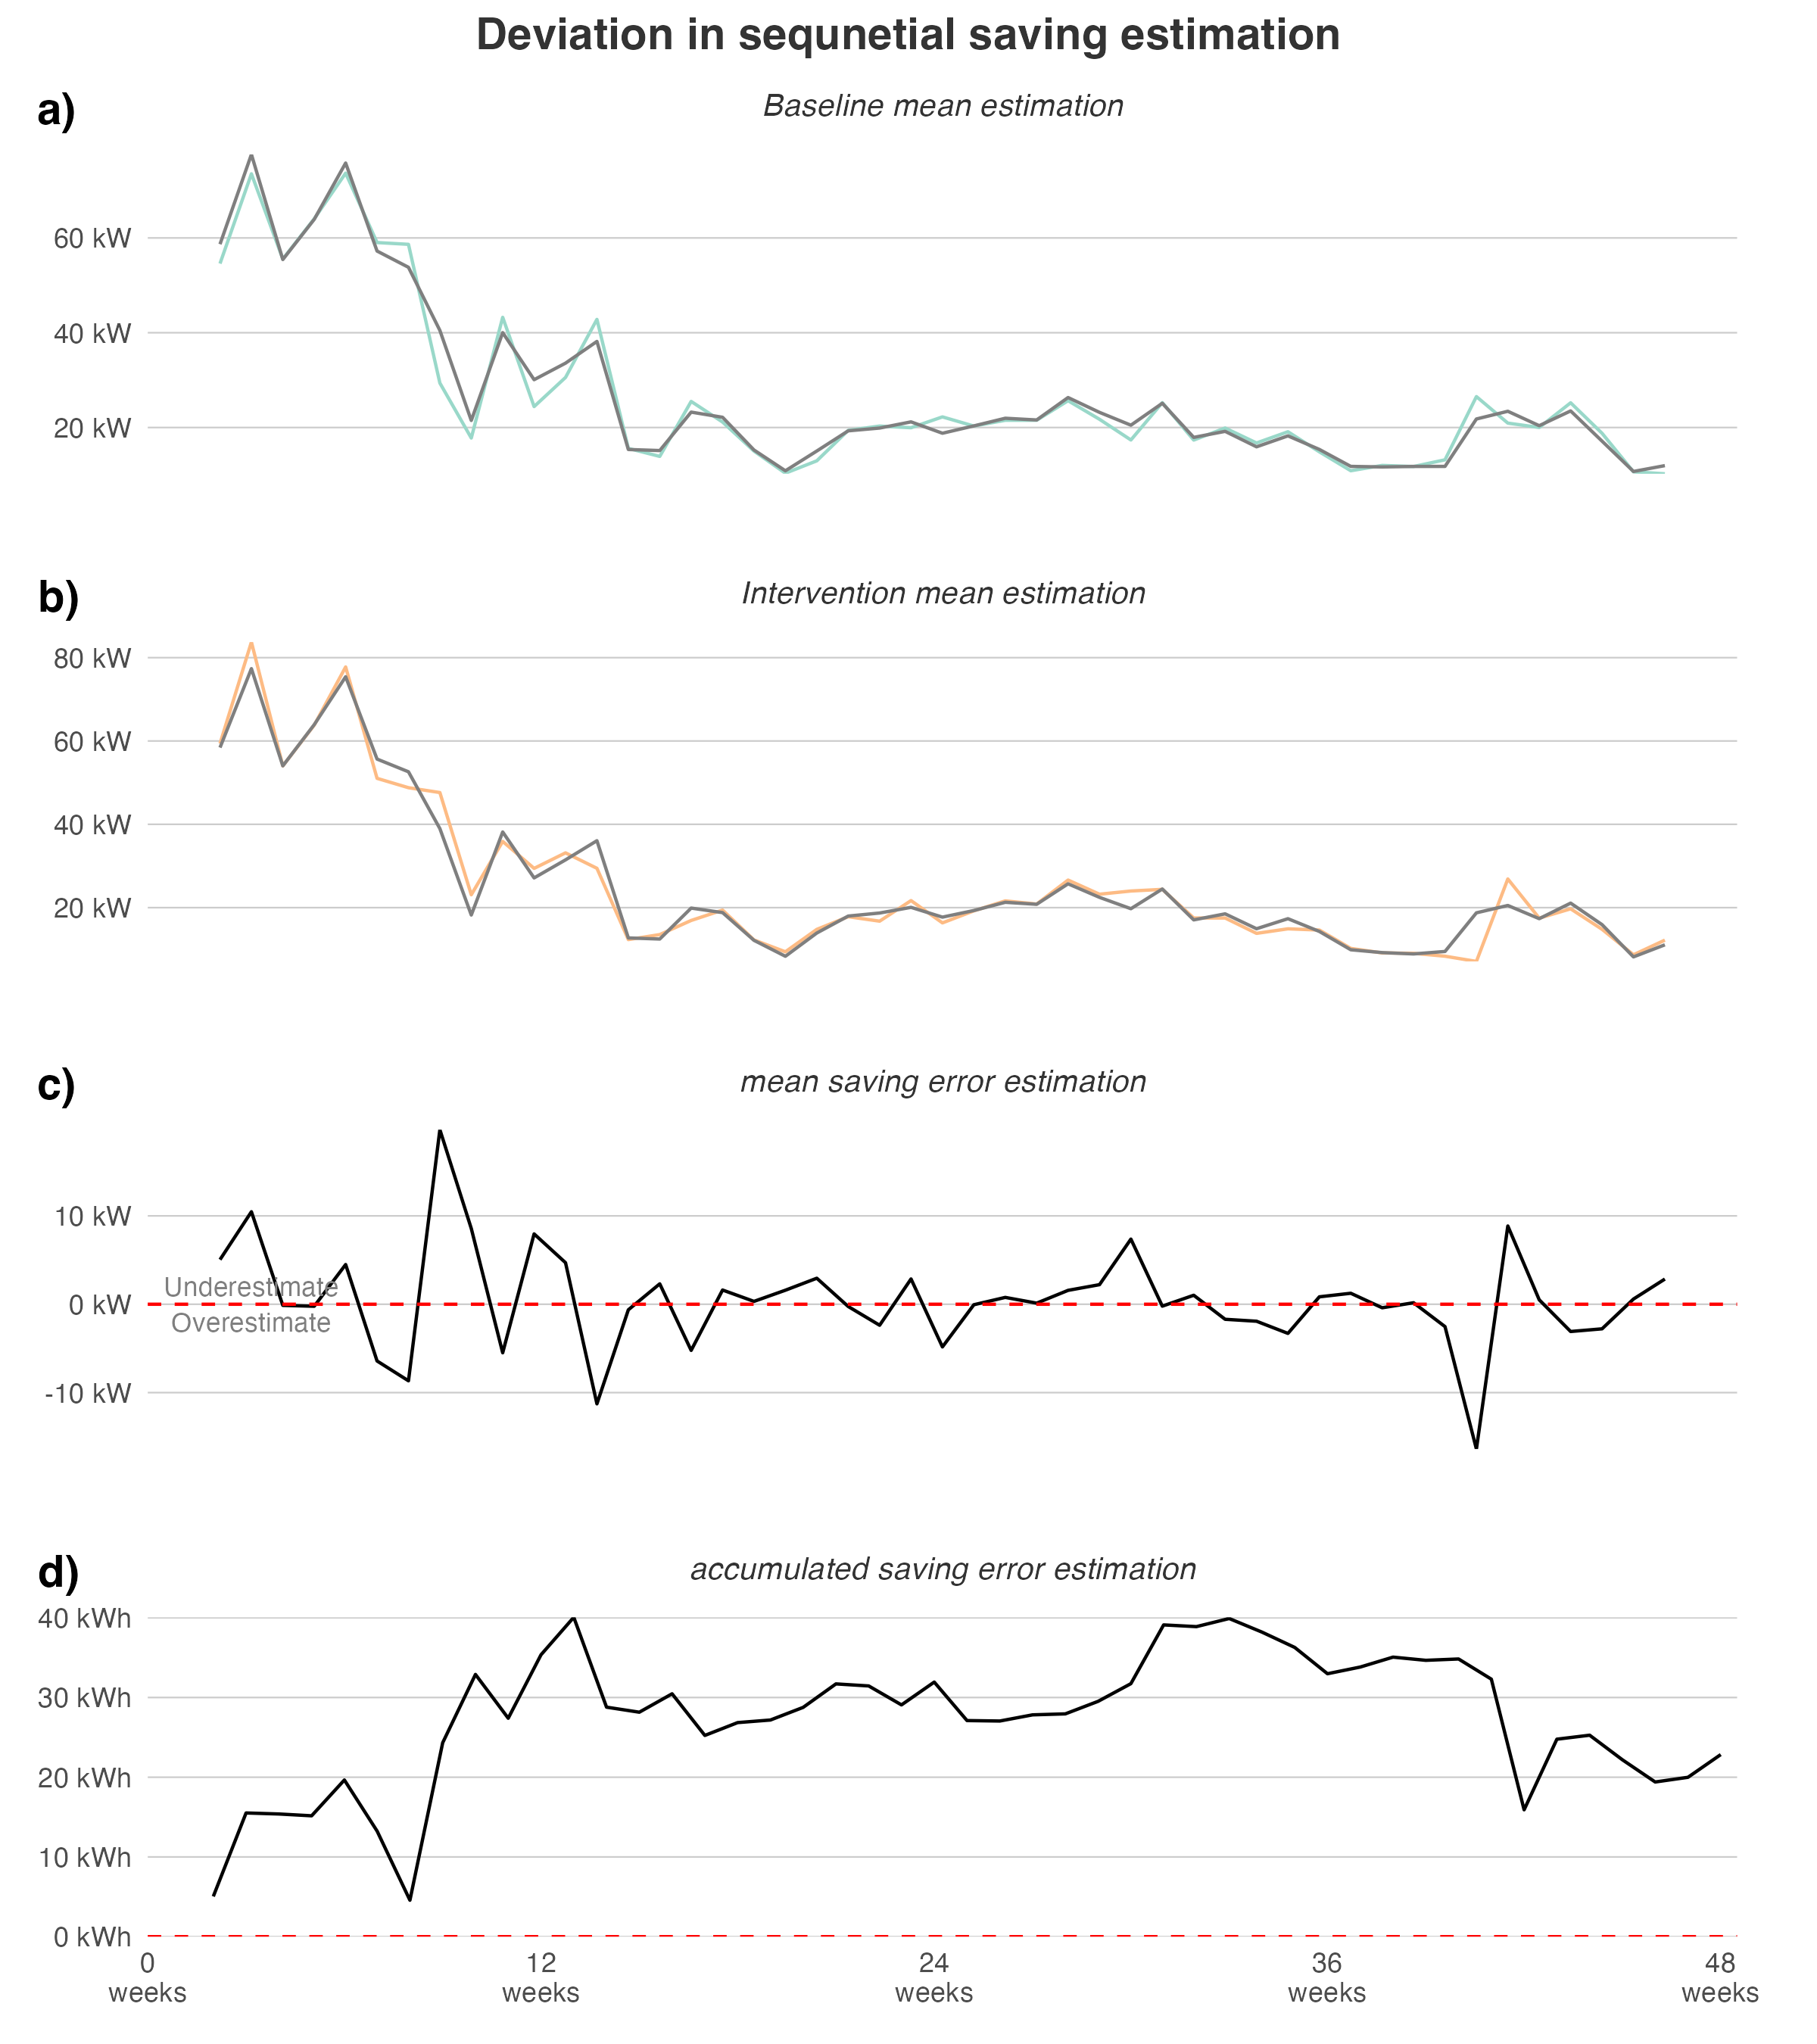 Deviation in sequnetial saving estimation
a)
Baseline mean estimation
60 kW
40 kW
20 kW
b)
Intervention mean estimation
80 kW
60 kW
40 kW
20 kW
c)
mean saving error estimation
10 kW
Underestimate
0 kW
Overestimate
-10 kW
d)
accumulated saving error estimation
40 kWh
30 kWh
20 kWh
10 kWh
0 kWh
0 12 24 36 48
weeks weeks weeks weeks weeks